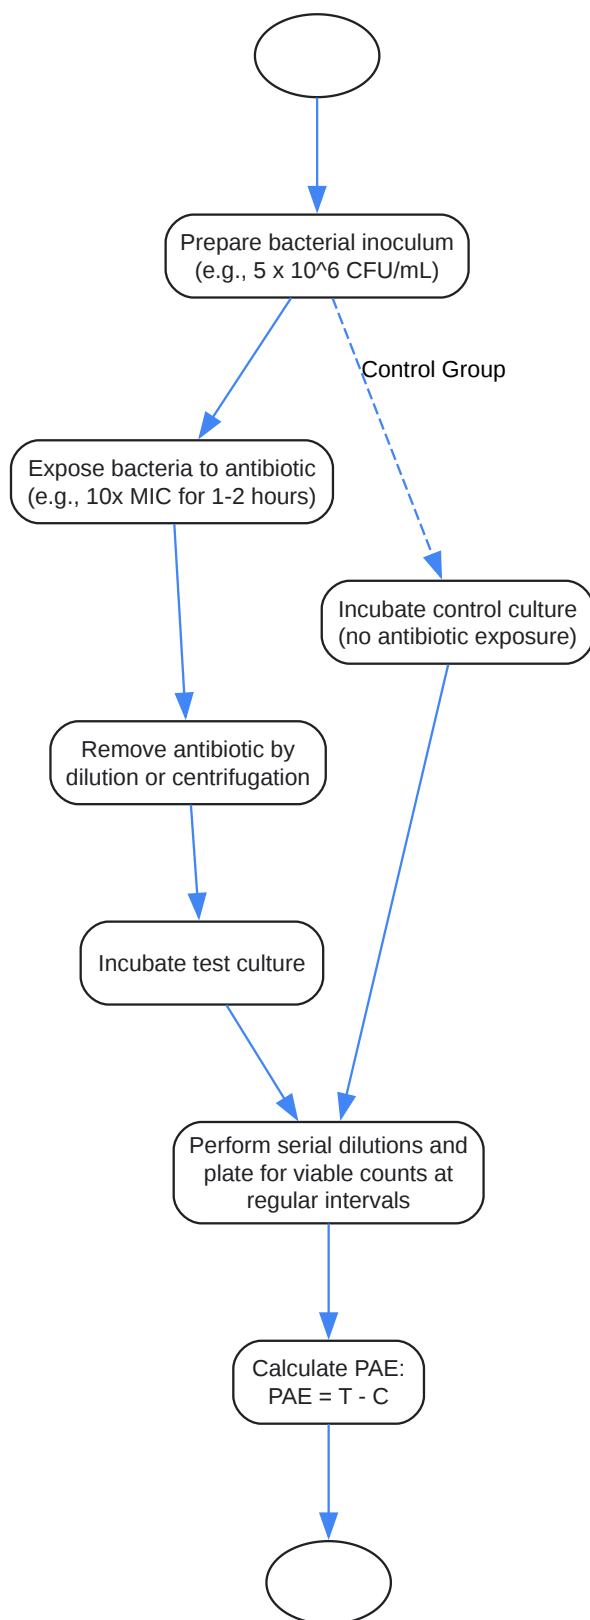 Prepare bacterial inoculum
(e.g., 5 x 10^6 CFU/mL)
Control Group
Expose bacteria to antibiotic
(e.g., 10x MIC for 1-2 hours)
Incubate control culture
(no antibiotic exposure)
Remove antibiotic by
dilution or centrifugation
Incubate test culture
Perform serial dilutions and
plate for viable counts at
regular intervals
Calculate PAE:
PAE = T - C